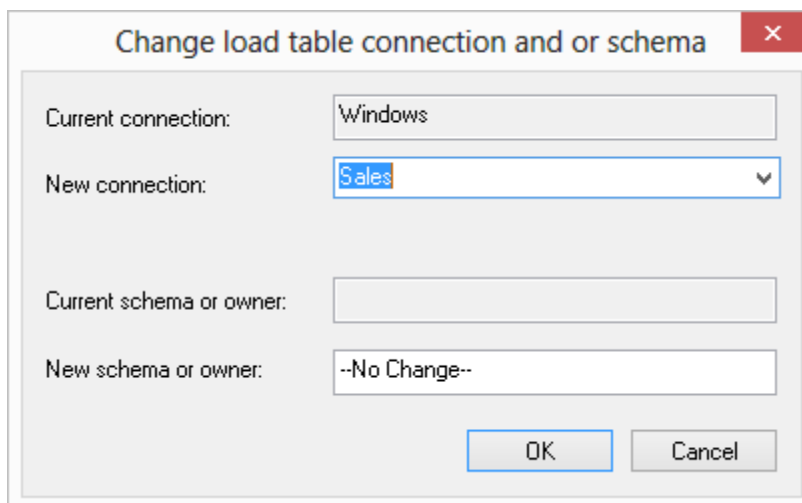 Change load table connection and or schema
Current connection: Windows
New connection: Sales
Current schema or owner:
New schema or owner: --No Change--
OK Cancel